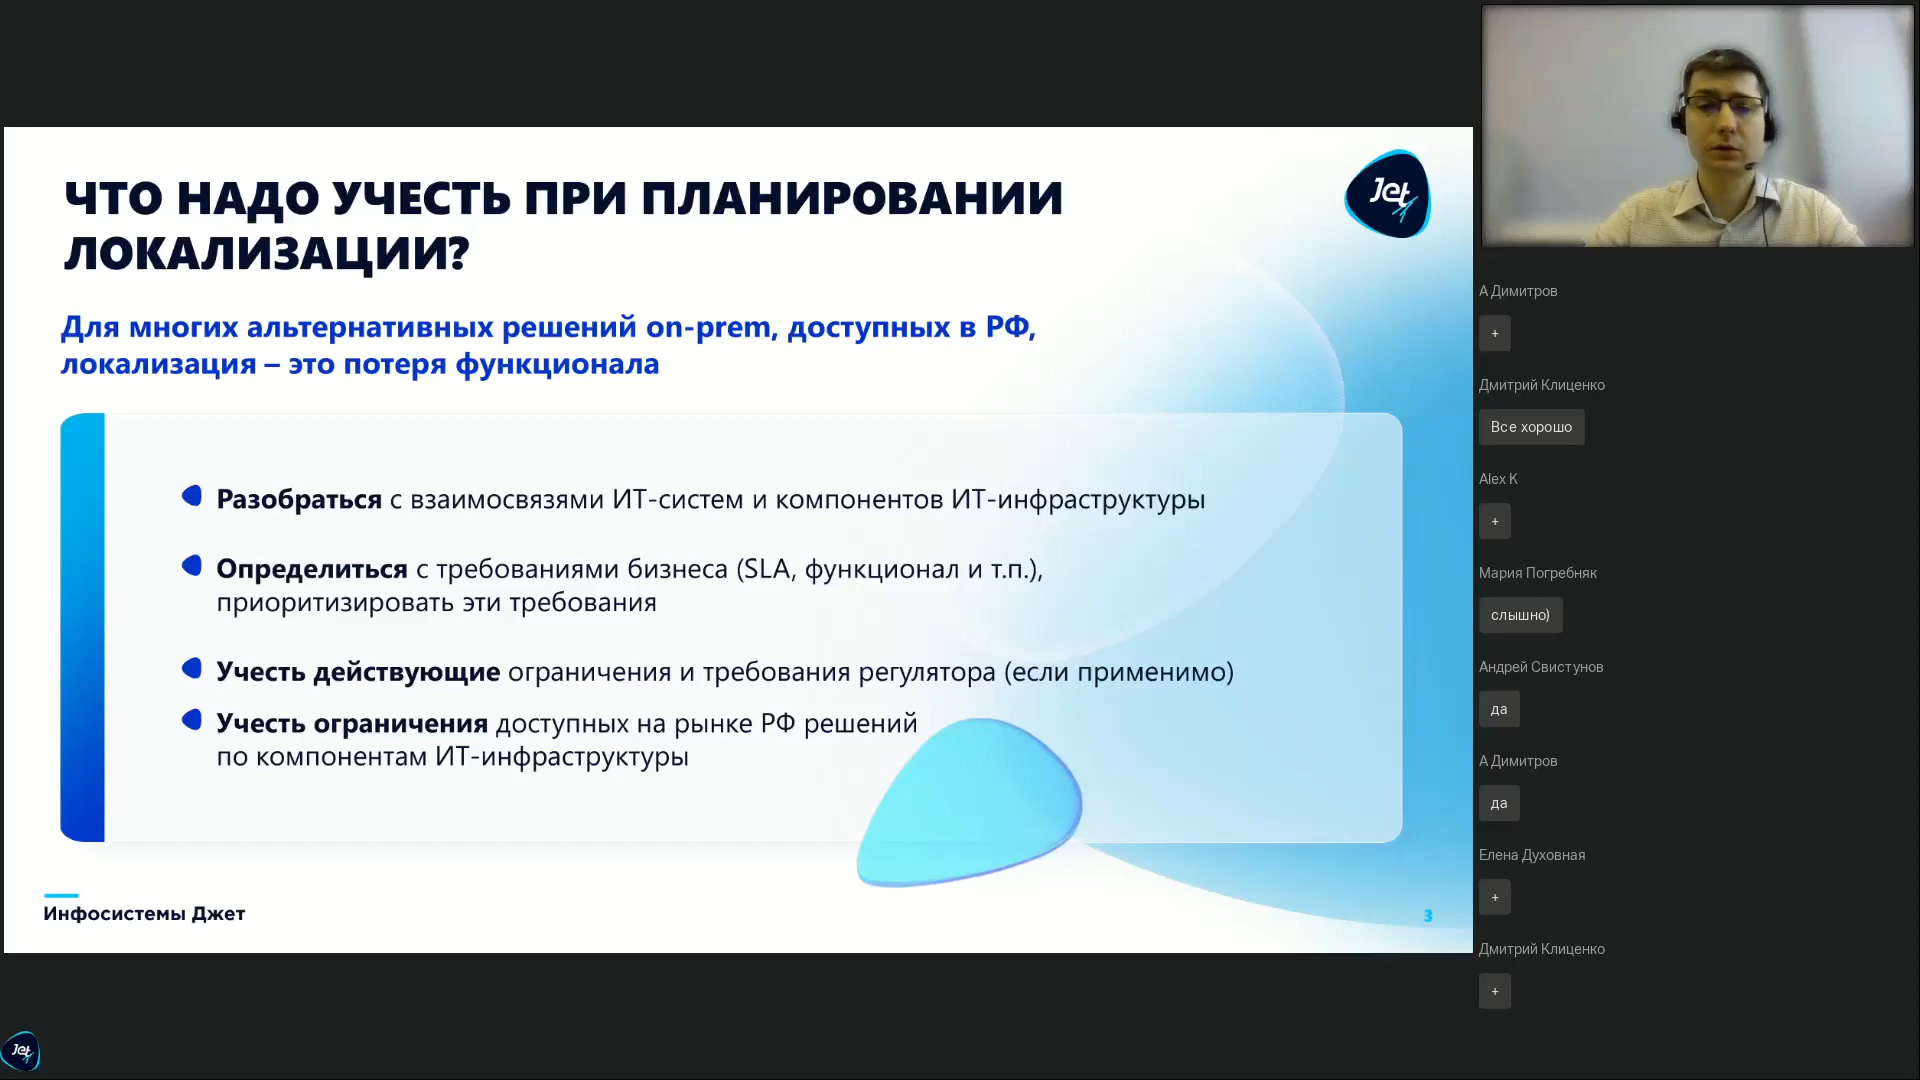 ЧТО НАДО УЧЕСТЬ ПРИ ПЛАНИРОВАНИИ
ЛОКАЛИЗАЦИИ?
Jet
Для многих альтернативных решений on-prem, доступных в РФ,
локализация – это потеря функционала
Разобраться с взаимосвязями ИТ-систем и компонентов ИТ-инфраструктуры
Определиться с требованиями бизнеса (SLA, функционал и т.п.),
приоритизировать эти требования
Учесть действующие ограничения и требования регулятора (если применимо)
Учесть ограничения доступных на рынке РФ решений
по компонентам ИТ-инфраструктуры
Инфосистемы Джет
3
Jet
А Димитров
+
Дмитрий Клиценко
Все хорошо
Alex K
+
Мария Погребняк
слышно)
Андрей Свистунов
да
А Димитров
да
Елена Духовная
+
Дмитрий Клиценко
+